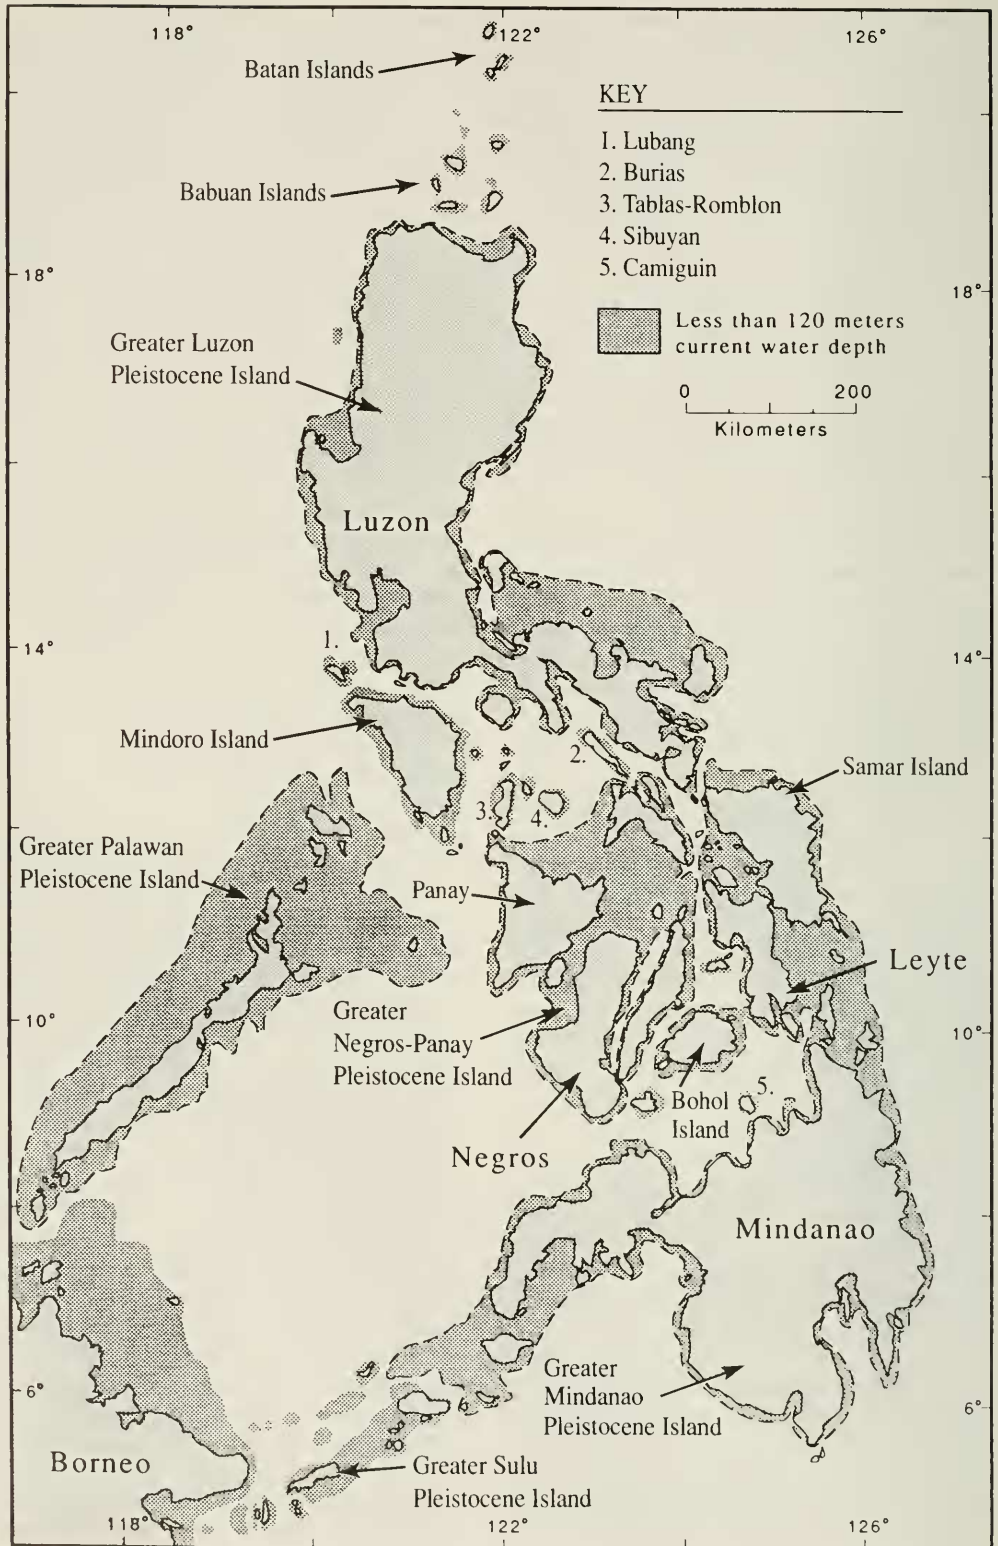 118°
122°
126°
Batan Islands
KEY
1. Lubang
2. Burias
3. Tablas-Romblon
4. Sibuyan
5. Camiguin
Babuan Islands
18°
18°
Less than 120 meters
current water depth
0 200
Kilometers
Greater Luzon
Pleistocene Island
Luzon
14°
1.
14°
Mindoro Island
2.
Samar Island
3.
4.
Greater Palawan
Pleistocene Island
Panay
Leyte
10°
Greater
Negros-Panay
Pleistocene Island
10°
5.
Bohol
Island
Negros
Mindanao
6°
Greater
Mindanao
Pleistocene Island
6°
Borneo
Greater Sulu
Pleistocene Island
118°
122°
126°